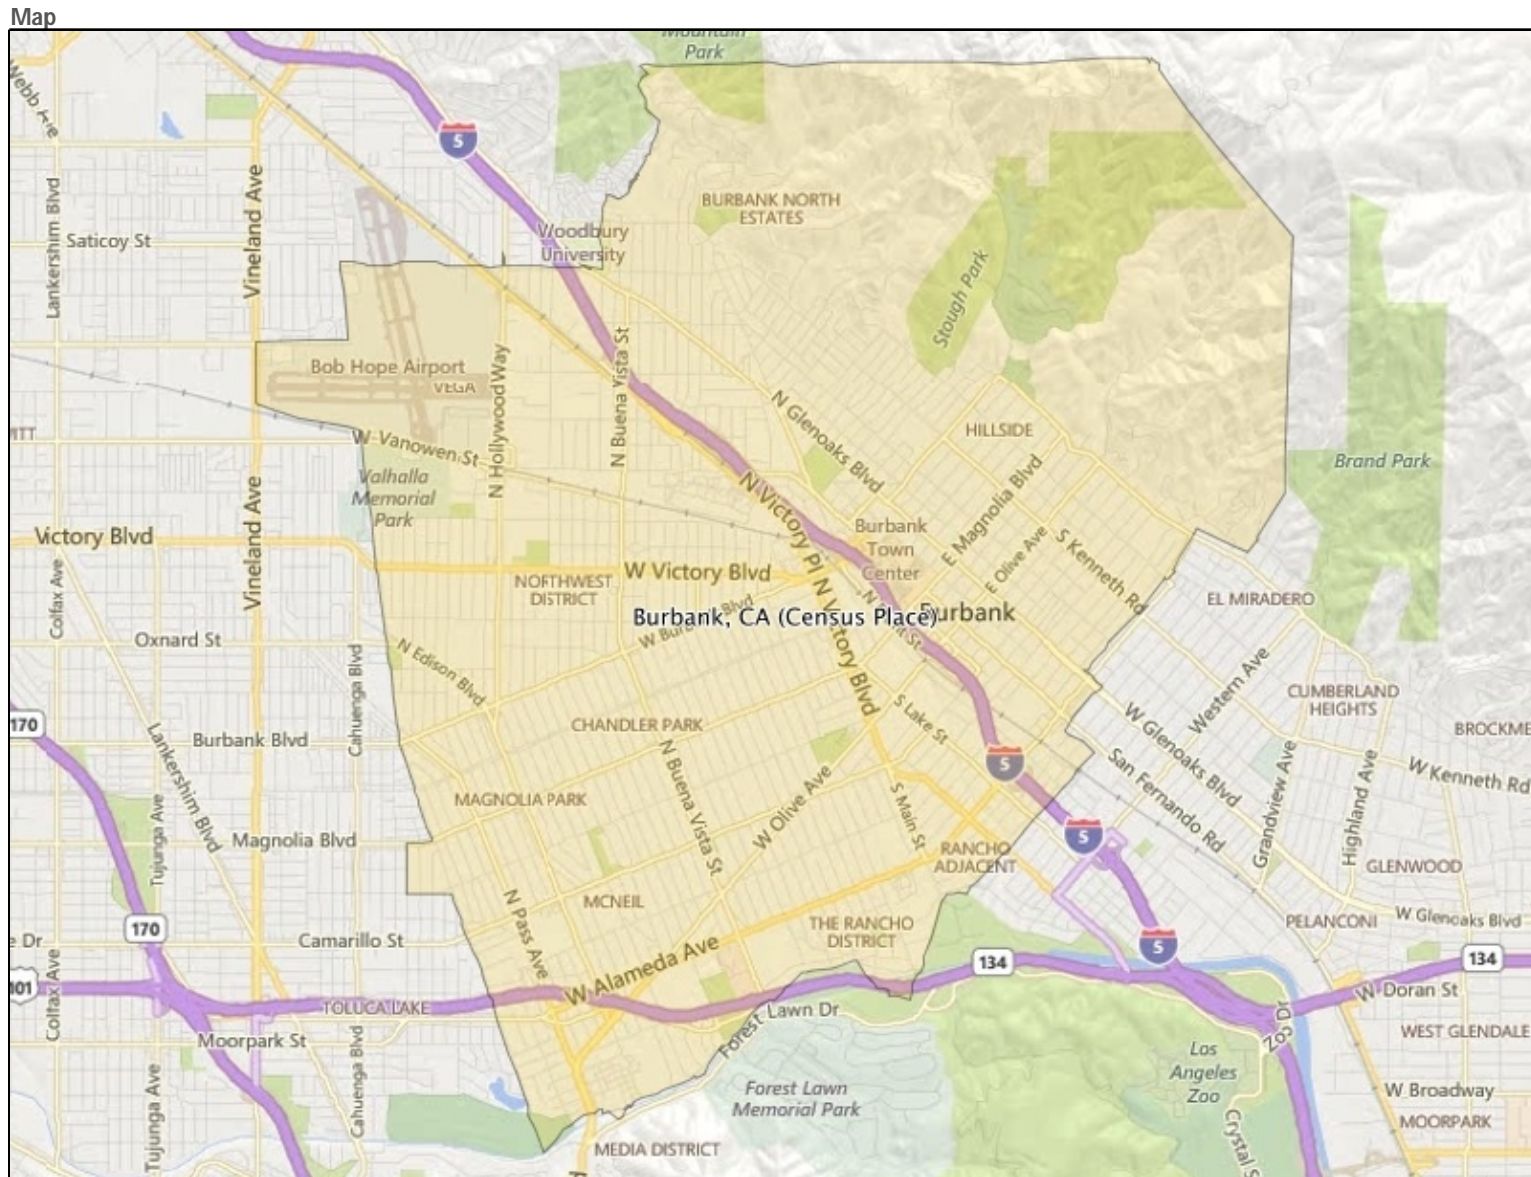 Map
Mountain
Park
Webb Ave
5
Lankershim Blvd
Vineland Ave
Saticoy St
BURBANK NORTH
ESTATES
Woodbury
University
Stough Park
Bob Hope Airport
VEGA
N Hollywood Way
N Buena Vista St
N Glenoaks Blvd
HILLSIDE
W Vanowen St
Valhalla
Memorial
Park
Brand Park
Victory Blvd
Vineland Ave
N Victory Pl
Burbank
Town
Center
E Magnolia Blvd
E Olive Ave
S Kenneth Rd
Colfax Ave
NORTHWEST
DISTRICT
W Victory Blvd
EL MIRADERO
Burbank, CA (Census Place)
Burbank
Oxnard St
N Edison Blvd
N Victory Blvd
Cahuenga Blvd
170
Lankershim Blvd
Burbank Blvd
CHANDLER PARK
S Lake St
Western Ave
CUMBERLAND
HEIGHTS
W Glenoaks Blvd
San Fernando Rd
W Kenneth Rd
5
MAGNOLIA PARK
N Buena Vista St
W Olive Ave
S Main St
5
Grandview Ave
Highland Ave
Tujunga Ave
Magnolia Blvd
RANCHO
ADJACENT
GLENWOOD
N Pass Ave
MCNEIL
THE RANCHO
DISTRICT
PELANCONI
W Glenoaks Blvd
170
Camarillo St
5
134
134
Colfax Ave
101
W Alameda Ave
TOLUCA LAKE
Forest Lawn Dr
W Doran St
Moorpark St
Cahuenga Blvd
Zoo Dr
WEST GLENDALE
Los
Angeles
Zoo
Tujunga Ave
Forest Lawn
Memorial Park
W Broadway
MOORPARK
MEDIA DISTRICT